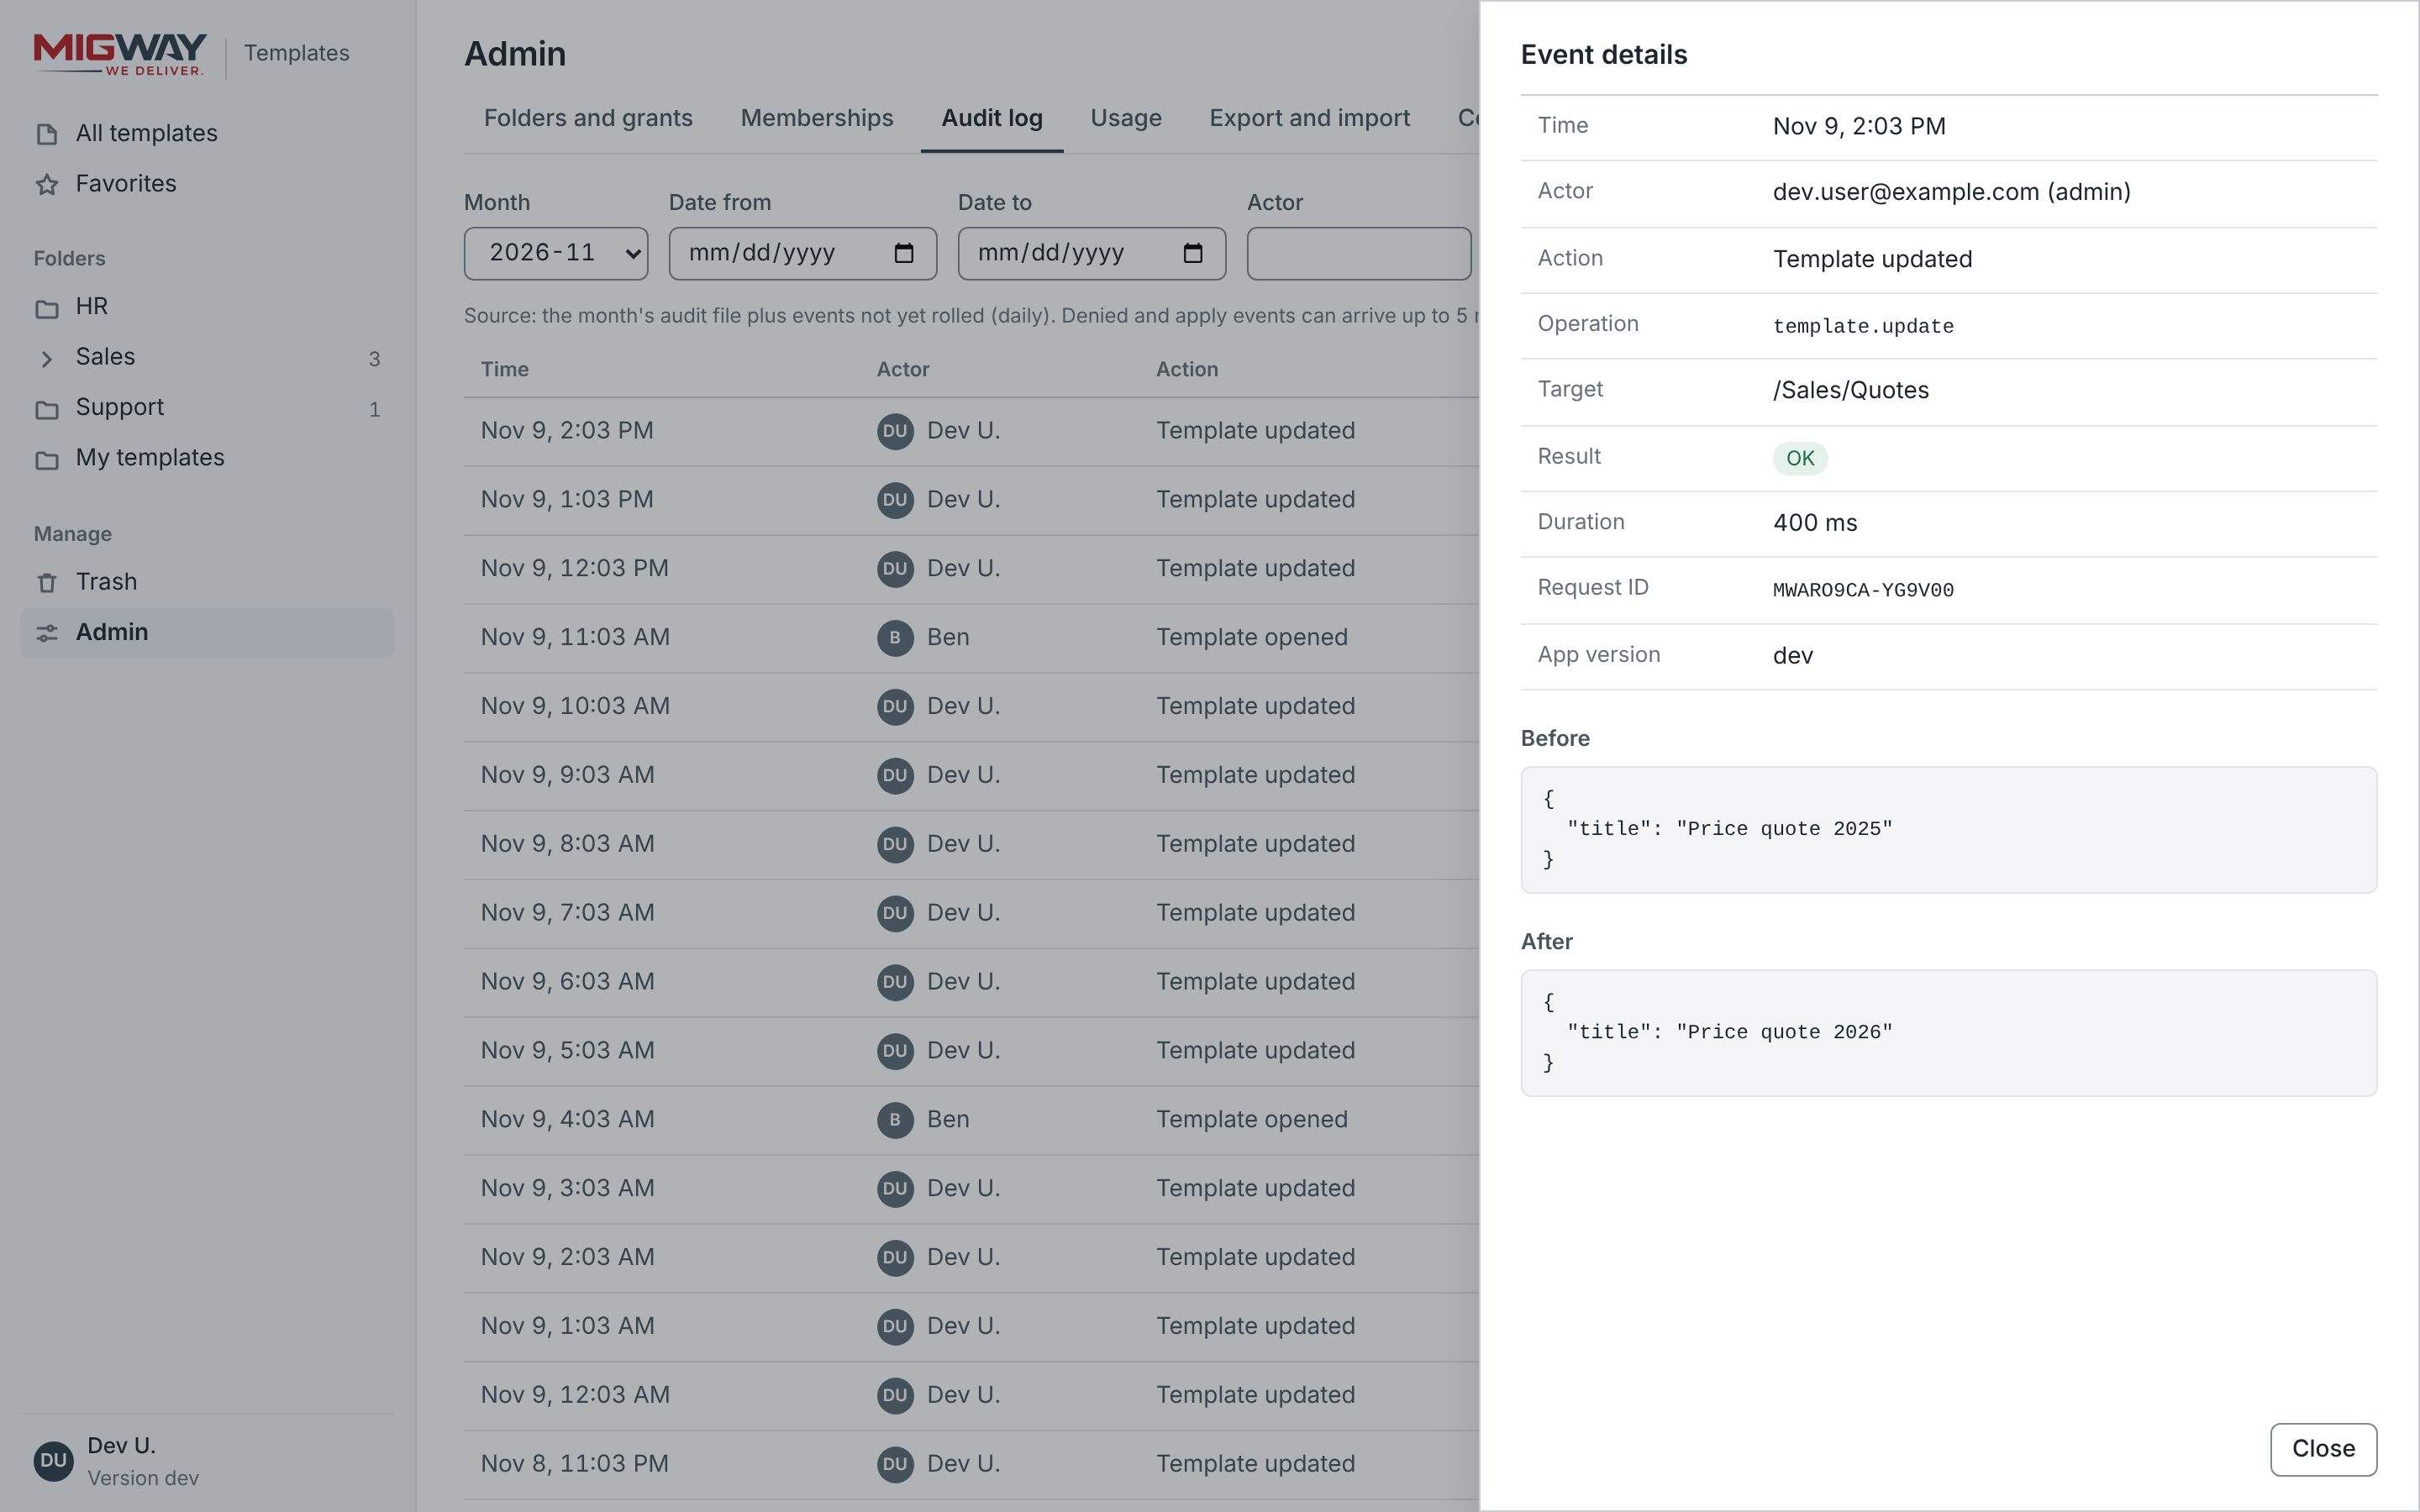 MIGWAY
WE DELIVER.
Templates
All templates
Favorites
Folders
HR
Sales 3
Support 1
My templates
Manage
Trash
Admin
DU
Dev U.
Version dev
Admin
Folders and grants Memberships Audit log Usage Export and import
Month Date from Date to Actor
2026-11 mm/dd/yyyy mm/dd/yyyy
Source: the month's audit file plus events not yet rolled (daily). Denied and apply events can arrive up to 5
Time Actor Action
Nov 9, 2:03 PM DU Dev U. Template updated
Nov 9, 1:03 PM DU Dev U. Template updated
Nov 9, 12:03 PM DU Dev U. Template updated
Nov 9, 11:03 AM B Ben Template opened
Nov 9, 10:03 AM DU Dev U. Template updated
Nov 9, 9:03 AM DU Dev U. Template updated
Nov 9, 8:03 AM DU Dev U. Template updated
Nov 9, 7:03 AM DU Dev U. Template updated
Nov 9, 6:03 AM DU Dev U. Template updated
Nov 9, 5:03 AM DU Dev U. Template updated
Nov 9, 4:03 AM B Ben Template opened
Nov 9, 3:03 AM DU Dev U. Template updated
Nov 9, 2:03 AM DU Dev U. Template updated
Nov 9, 1:03 AM DU Dev U. Template updated
Nov 9, 12:03 AM DU Dev U. Template updated
Nov 8, 11:03 PM DU Dev U. Template updated
Event details
Time Nov 9, 2:03 PM
Actor dev.user@example.com (admin)
Action Template updated
Operation template.update
Target /Sales/Quotes
Result OK
Duration 400 ms
Request ID MWARO9CA-YG9V00
App version dev
Before
{
"title": "Price quote 2025"
}
After
{
"title": "Price quote 2026"
}
Close